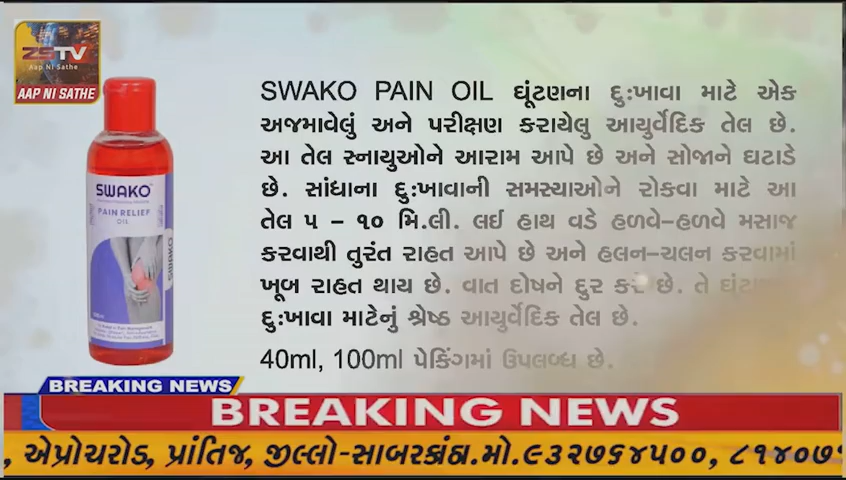 ZSTV
Aap Ni Sathe
AAP NI SATHE
SWAKO
PAIN RELIEF
OIL
SWAKO
SWAKO PAIN OIL ઘૂંટણના દુઃખાવા માટે એક
અજમાવેલું અને પરીક્ષણ કરાયેલુ આયુર્વેદિક તેલ છે.
આ તેલ સ્નાયુઓને આરામ આપે છે અને સોજાને ઘટાડે
છે. સાંધાના દુઃખાવાની સમસ્યાઓને રોકવા માટે આ
તેલ ૫ – ૧૦ મિ.લી. લઈ હાથ વડે હળવે-હળવે મસાજ
કરવાથી તુરંત રાહત આપે છે અને હલન-ચલન કરવામાં
ખૂબ રાહત થાય છે. વાત દોષને દુર કરે છે. તે
દુઃખાવા માટેનું શ્રેષ્ઠ આયુર્વેદિક તેલ છે.
40ml, 100ml પેકિંગમાં ઉપલબ્ધ છે.
BREAKING NEWS
BREAKING NEWS
, એપ્રોચરોડ, પ્રાંતિજ, જીલ્લો-સાબરકાંઠા.મો.૯૩૨૭૬૪૫૦૦, ૮૧૪૦૭